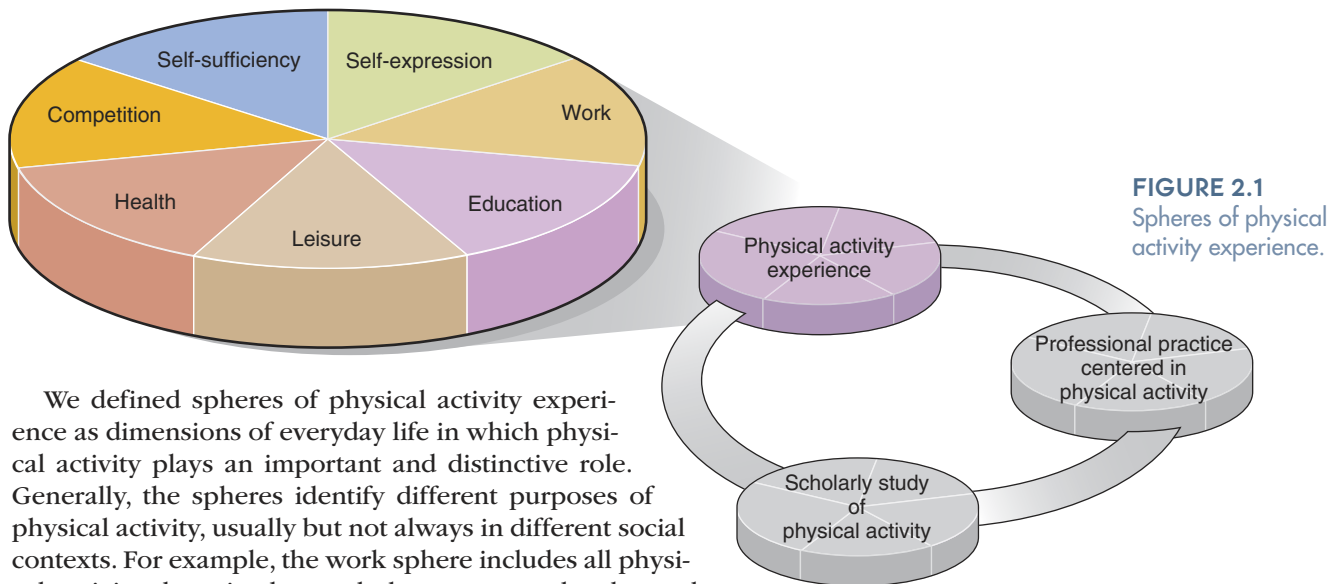 Self-sufficiency
Self-expression
Competition
Work
Health
Education
Leisure
FIGURE 2.1
Spheres of physical
activity experience.
Physical activity
experience
Professional practice
centered in
physical activity
Scholarly study
of
physical activity
We defined spheres of physical activity experi-
ence as dimensions of everyday life in which physi-
cal activity plays an important and distinctive role.
Generally, the spheres identify different purposes of
physical activity, usually but not always in different social
contexts. For example, the work sphere includes all physi-